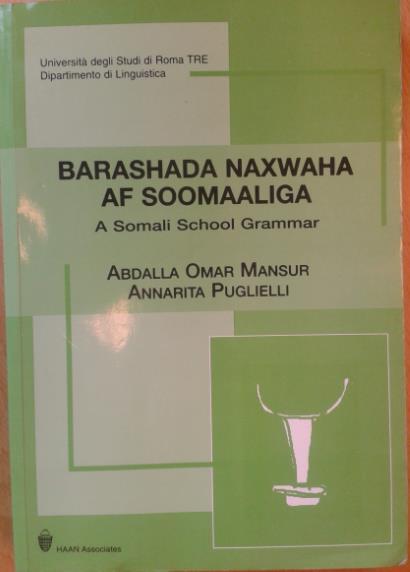 Università degli Studi di Roma TRE
Dipartimento di Linguistica
BARASHADA NAXWAHA
AF SOOMAALIGA
A Somali School Grammar
ABDALLA OMAR MANSUR
ANNARITA PUGLIELLI
HAAN Associates